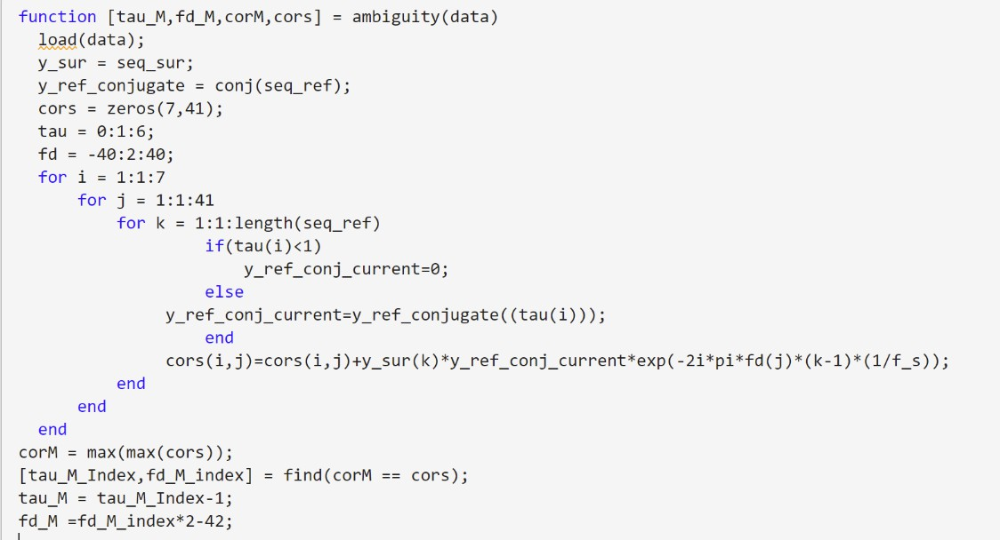 function [tau_M,fd_M,corM,cors] = ambiguity(data)
load(data);
y_sur = seq_sur;
y_ref_conjugate = conj(seq_ref);
cors = zeros(7,41);
tau = 0:1:6;
fd = -40:2:40;
for i = 1:1:7
for j = 1:1:41
for k = 1:1:length(seq_ref)
if(tau(i)<1)
y_ref_conj_current=0;
else
y_ref_conj_current=y_ref_conjugate((tau(i)));
end
cors(i,j)=cors(i,j)+y_sur(k)*y_ref_conj_current*exp(-2i*pi*fd(j)*(k-1)*(1/f_s));
end
end
end
corM = max(max(cors));
[tau_M_Index,fd_M_index] = find(corM == cors);
tau_M = tau_M_Index-1;
fd_M =fd_M_index*2-42;